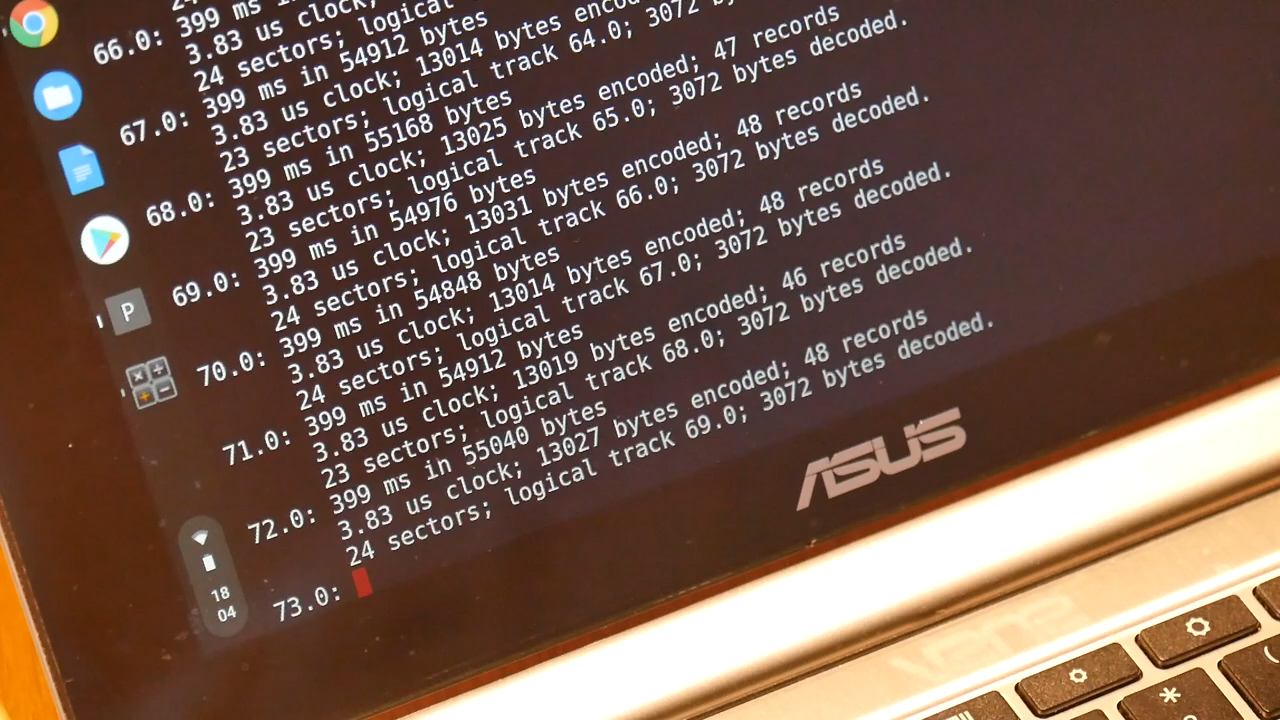 66.0: 399 ms in
3.83 us clock;
24 sectors; logical
67.0: 399 ms in 54912 bytes
3.83 us clock; 13014 bytes
23 sectors; logical track 64.0; 3072
68.0: 399 ms in 55168 bytes
3.83 us clock; 13025 bytes encoded; 47 records
23 sectors; logical track 65.0; 3072 bytes decoded.
69.0: 399 ms in 54976 bytes
3.83 us clock; 13031 bytes encoded; 48 records
24 sectors; logical track 66.0; 3072 bytes decoded.
70.0: 399 ms in 54848 bytes
3.83 us clock; 13014 bytes encoded; 48 records
24 sectors; logical track 67.0; 3072 bytes decoded.
71.0: 399 ms in 54912 bytes
3.83 us clock; 13019 bytes encoded; 46 records
23 sectors; logical track 68.0; 3072 bytes decoded.
72.0: 399 ms in 55040 bytes
3.83 us clock; 13027 bytes encoded; 48 records
24 sectors; logical track 69.0; 3072 bytes decoded.
73.0:
P
18
04
ASUS